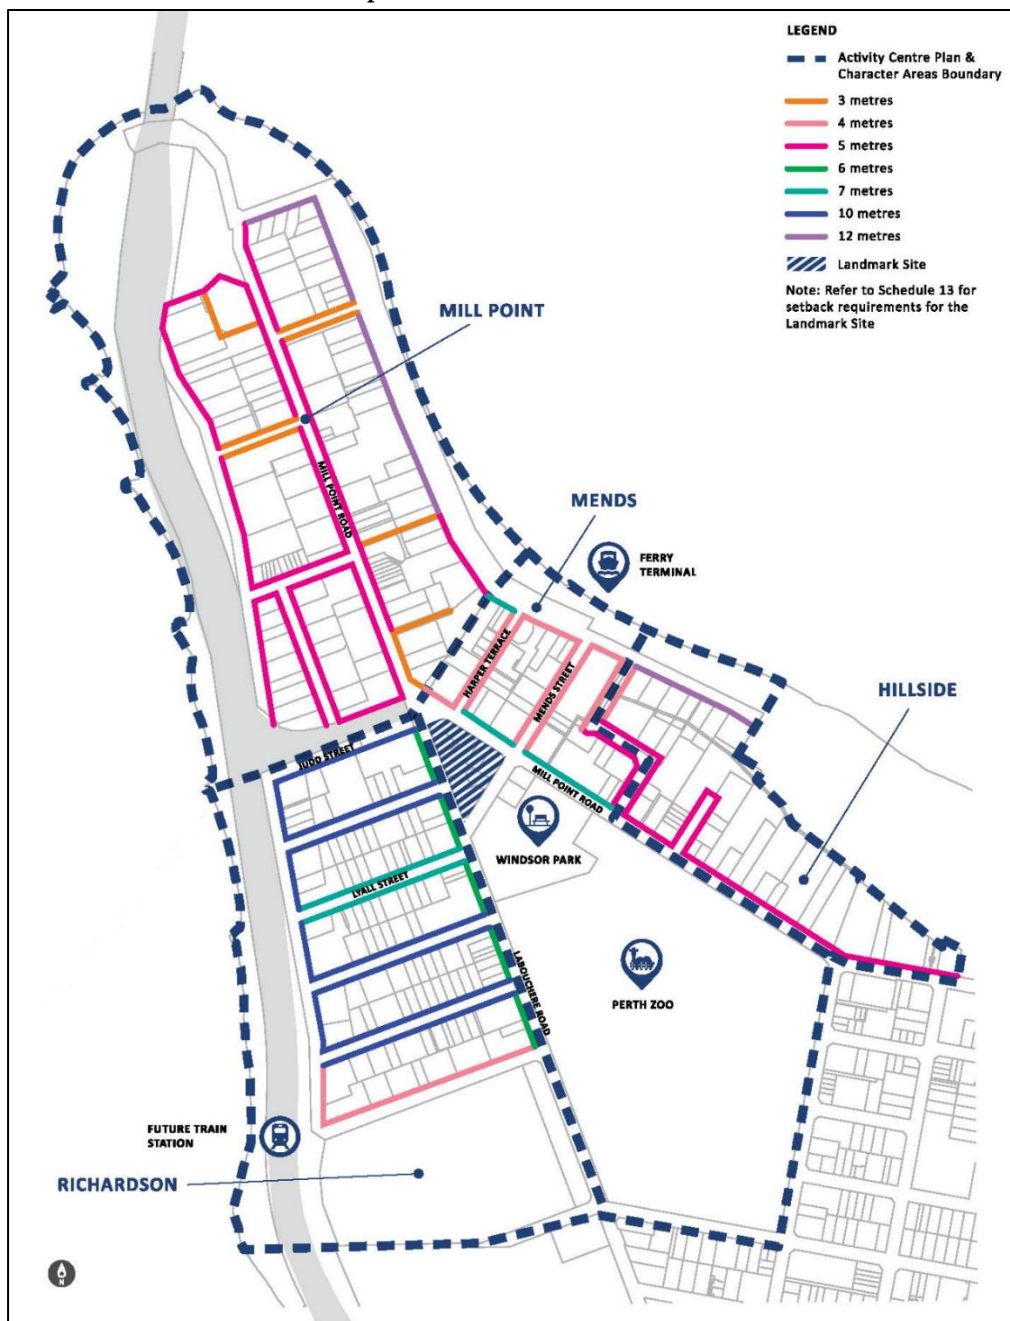 LEGEND
Activity Centre Plan &
Character Areas Boundary
3 metres
4 metres
5 metres
6 metres
7 metres
10 metres
12 metres
Landmark Site
Note: Refer to Schedule 13 for
setback requirements for the
Landmark Site
MILL POINT
MILL POINT ROAD
MENDS
FERRY
TERMINAL
HARPER TERRACE
MENDS STREET
HILLSIDE
JUDD STREET
MILL POINT ROAD
WINDSOR PARK
LYALL STREET
LABOUCHERE ROAD
PERTH ZOO
FUTURE TRAIN
STATION
RICHARDSON
N